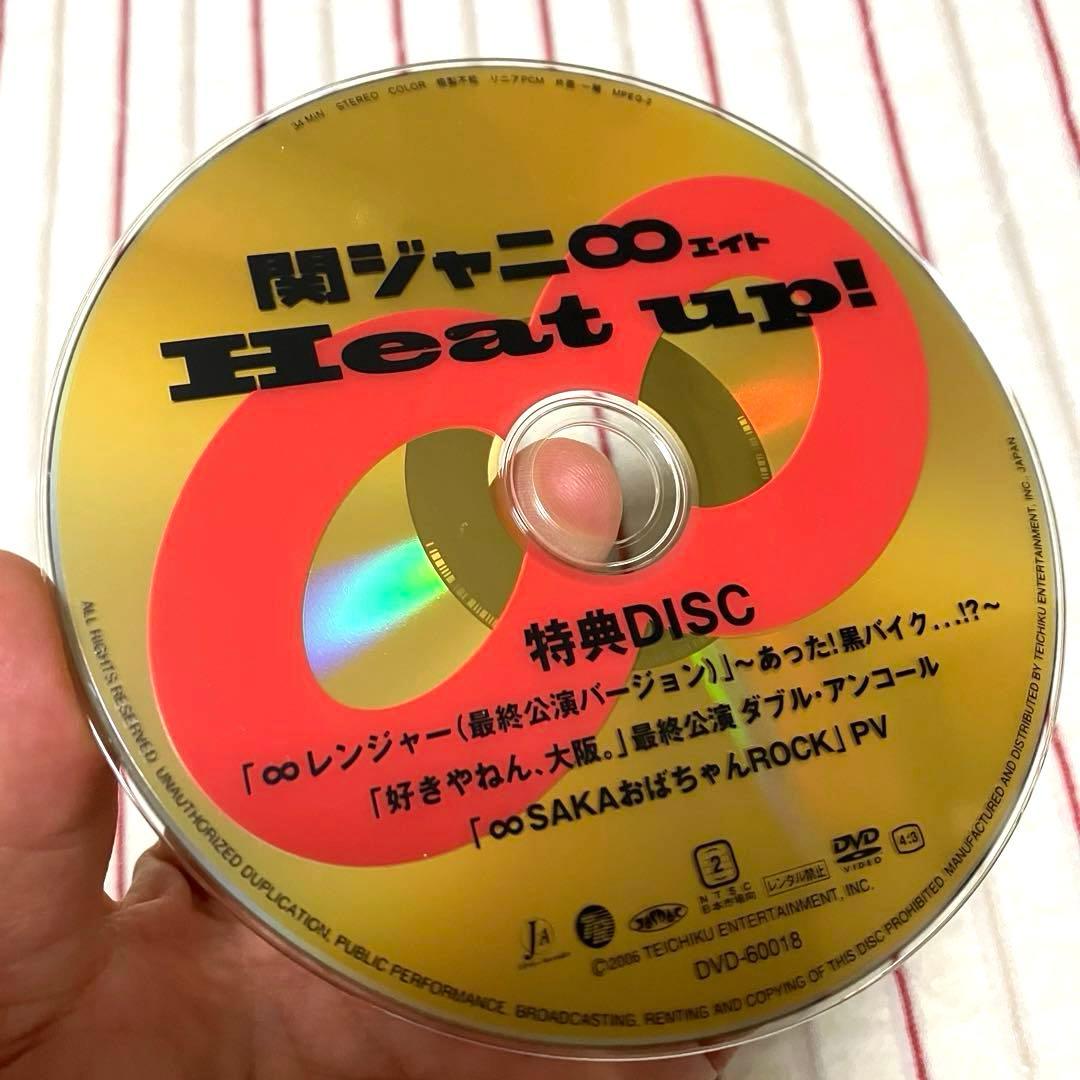 34 MIN STEREO COLOR 複製不能 リニアPCM 片面 一層 MPEG-2
関ジャニ∞エイト
Heat up!
特典DISC
「∞レンジャー(最終公演バージョン)」～あった!黒バイク...!?～
「好きやねん、大阪。」最終公演 ダブル・アンコール
「∞SAKAおばちゃんROCK」PV
2
NTSC
日本市場向
レンタル禁止
DVD
VIDEO
4:3
JA
JASRAC
©2006 TEICHIKU ENTERTAINMENT, INC.
DVD-60018
ALL RIGHTS RESERVED. UNAUTHORIZED DUPLICATION, PUBLIC PERFORMANCE, BROADCASTING, RENTING AND COPYING OF THIS DISC PROHIBITED. MANUFACTURED AND DISTRIBUTED BY TEICHIKU ENTERTAINMENT, INC. JAPAN